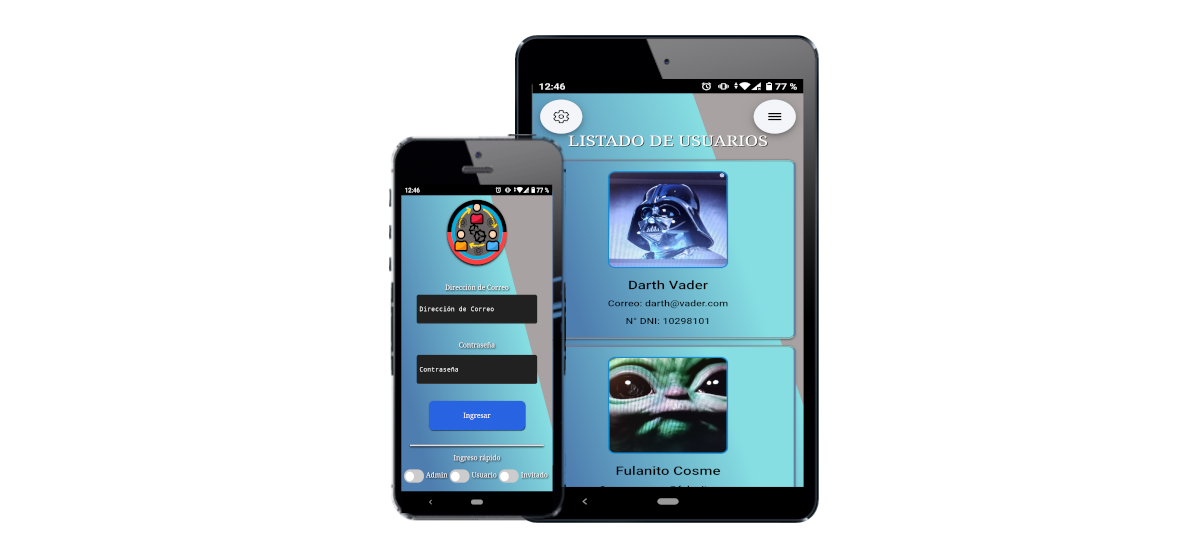 12:46
77 %
Dirección de Correo
Dirección de Correo
Contraseña
Contraseña
Ingresar
Ingreso rápido
Admin Usuario Invitado
12:46
77 %
LISTADO DE USUARIOS
Darth Vader
Correo: darth@vader.com
N° DNI: 10298101
Fulanito Cosme